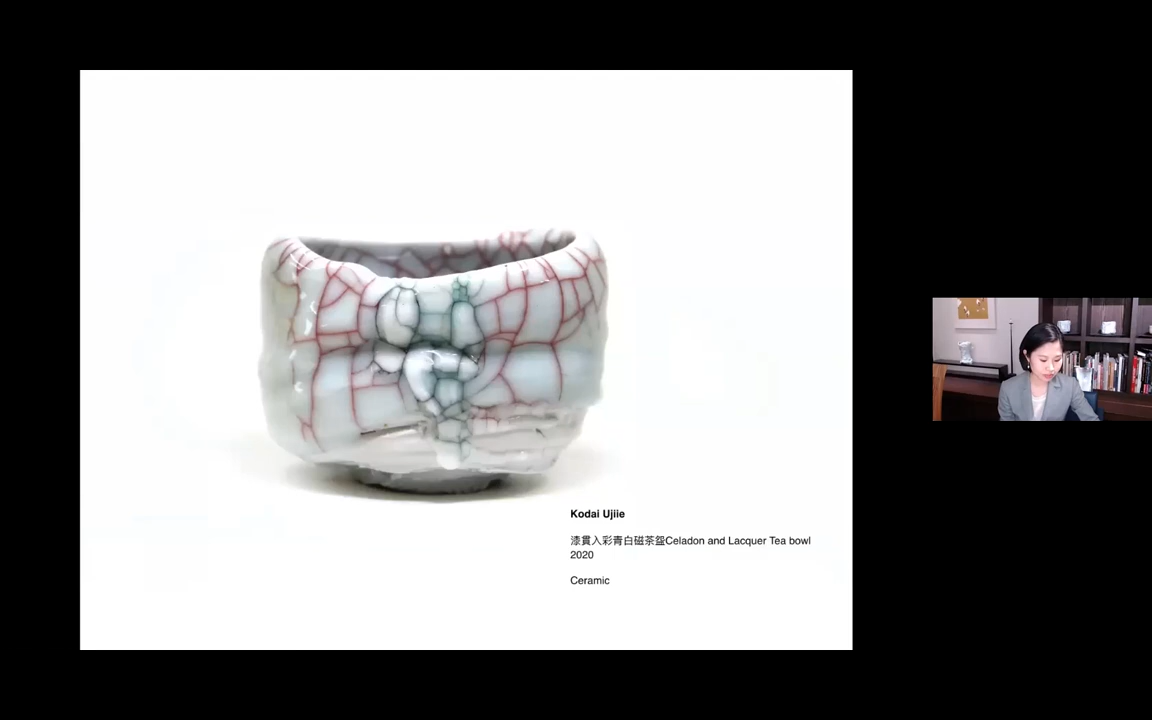 Kodai Ujiie
漆貫入彩青白磁茶盌Celadon and Lacquer Tea bowl
2020
Ceramic